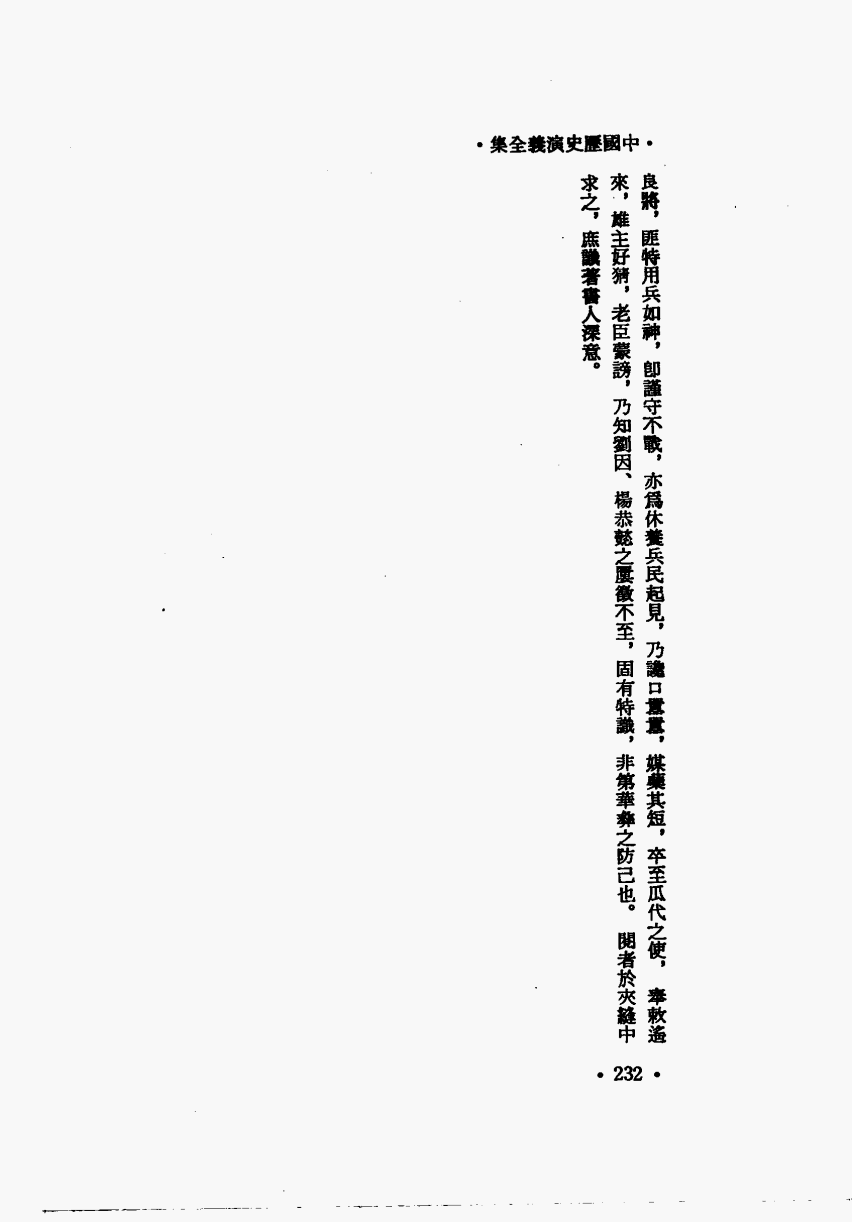 ·中國歷史演義全集·
良將，匪特用兵如神，卽謹守不戰，亦爲休養兵民起見，乃讒口囂囂，媒蘗其短，卒至瓜代之使，奉敕遙
來，雄主好猜，老臣蒙謗，乃知劉因、楊恭懿之屢徵不至，固有特識，非第華彝之防已也。閱者於夾縫中
求之，庶識著書人深意。
·232·